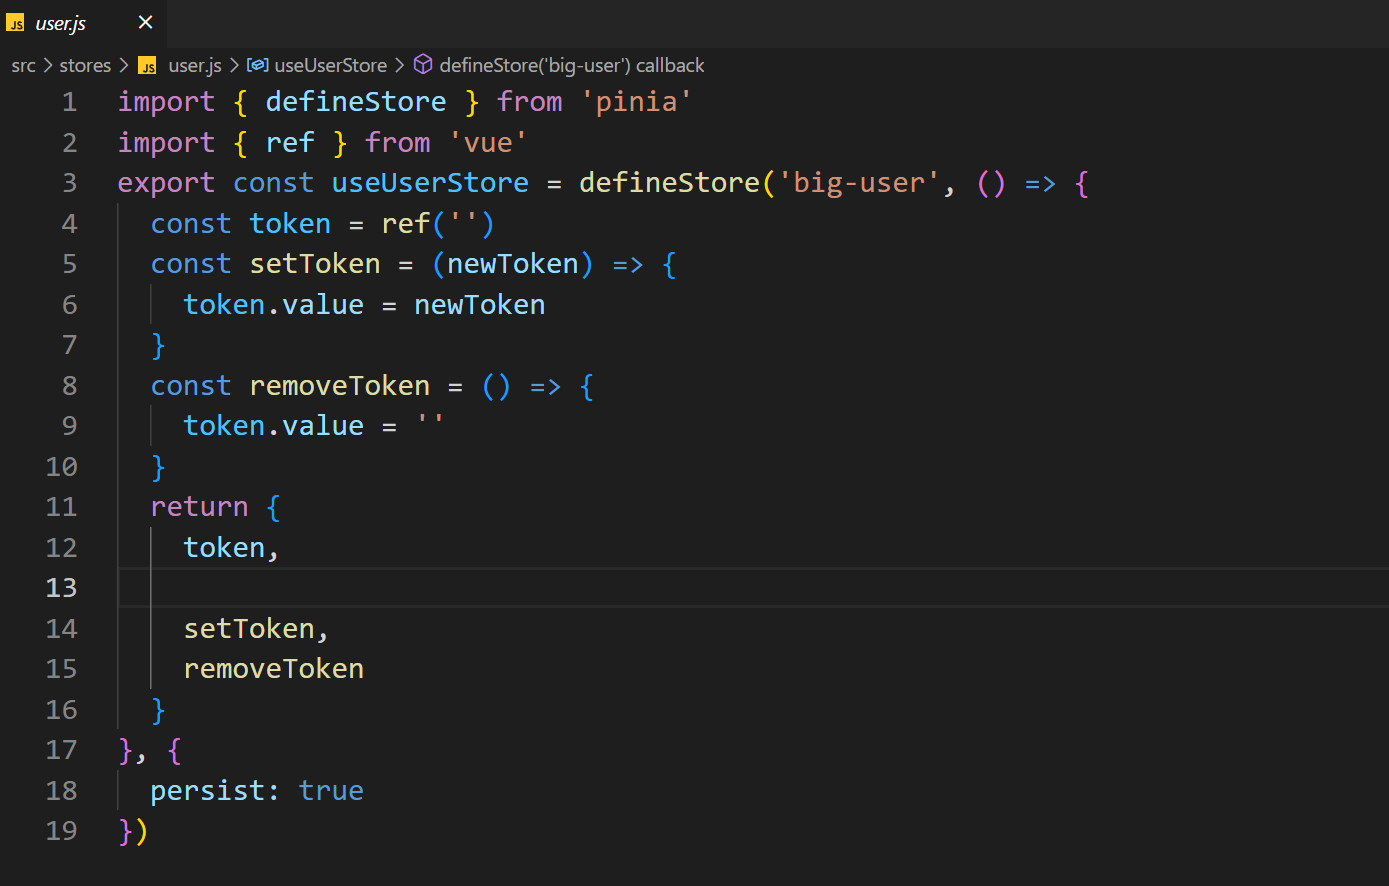 JS user.js ×
src > stores > JS user.js > useUserStore > defineStore('big-user') callback
1 import { defineStore } from 'pinia'
2 import { ref } from 'vue'
3 export const useUserStore = defineStore('big-user', () => {
4   const token = ref('')
5   const setToken = (newToken) => {
6     token.value = newToken
7   }
8   const removeToken = () => {
9     token.value = ''
10   }
11   return {
12     token,
13
14     setToken,
15     removeToken
16   }
17 }, {
18   persist: true
19 })